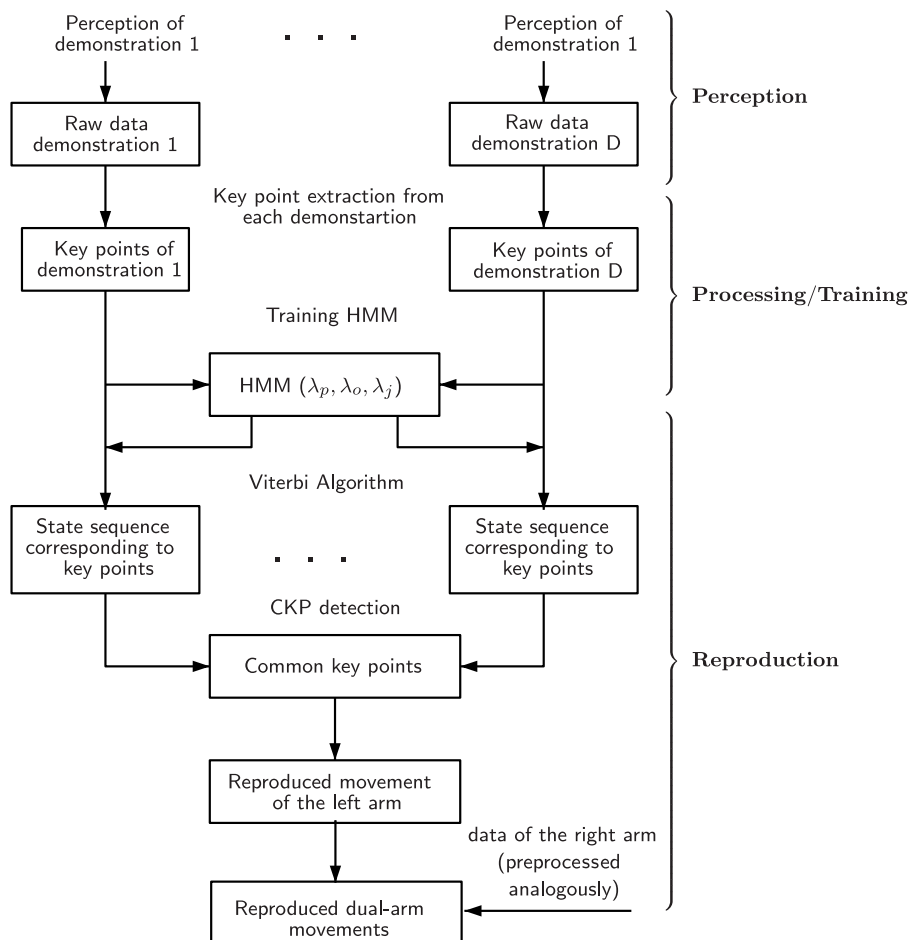 Perception of
demonstration 1
. . .
Perception of
demonstration 1
Perception
Raw data
demonstration 1
Raw data
demonstration D
Key point extraction from
each demonstartion
Key points of
demonstration 1
Key points of
demonstration D
Processing/Training
Training HMM
HMM (λp, λo, λj)
Viterbi Algorithm
State sequence
corresponding to
key points
. . .
State sequence
corresponding to
key points
CKP detection
Common key points
Reproduction
Reproduced movement
of the left arm
data of the right arm
(preprocessed
analogously)
Reproduced dual-arm
movements